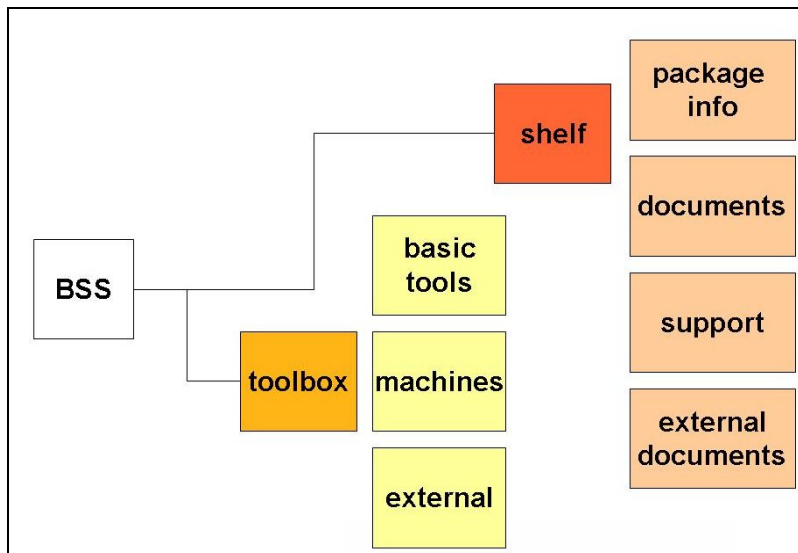 BSS
toolbox
basic
tools
machines
external
shelf
package
info
documents
support
external
documents